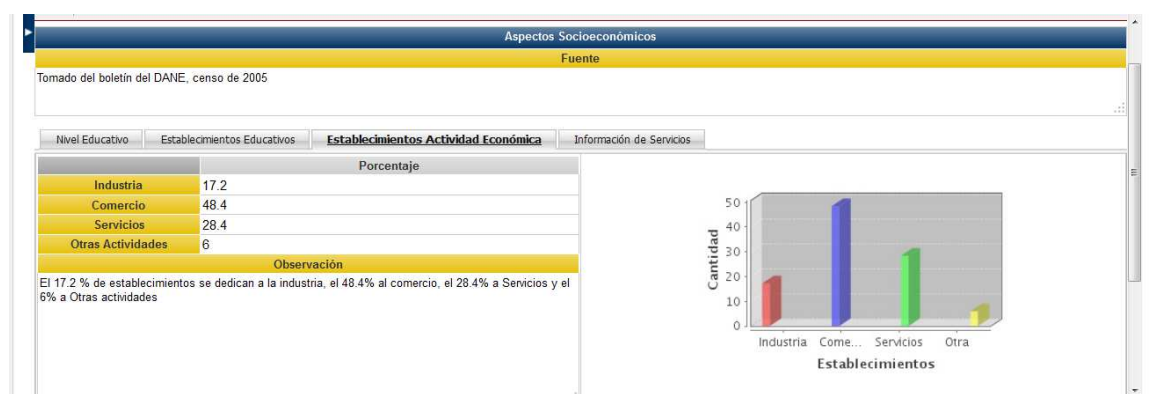 Aspectos Socioeconómicos
Fuente
Tomado del boletín del DANE, censo de 2005
Nivel Educativo Establecimientos Educativos Establecimientos Actividad Económica Información de Servicios
Porcentaje
Industria 17.2
Comercio 48.4
Servicios 28.4
Otras Actividades 6
Observación
El 17.2 % de establecimientos se dedican a la industria, el 48.4% al comercio, el 28.4% a Servicios y el
6% a Otras actividades
Cantidad
50
40
30
20
10
0
Industria Come... Servicios Otra
Establecimientos